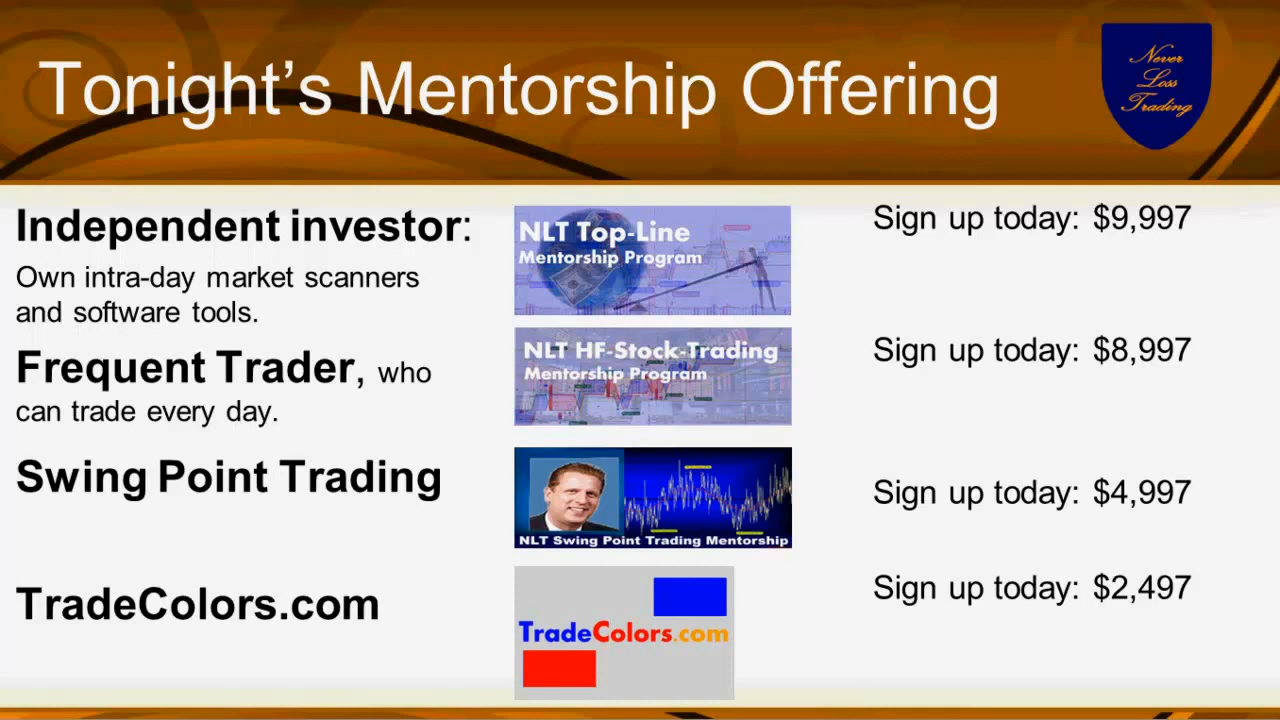 Tonight's Mentorship Offering
Never
Loss
Trading
Independent investor:
Own intra-day market scanners
and software tools.
NLT Top-Line
Mentorship Program
Sign up today: $9,997
Frequent Trader, who
can trade every day.
NLT HF-Stock-Trading
Mentorship Program
Sign up today: $8,997
Swing Point Trading
NLT Swing Point Trading Mentorship
Sign up today: $4,997
TradeColors.com
TradeColors.com
Sign up today: $2,497